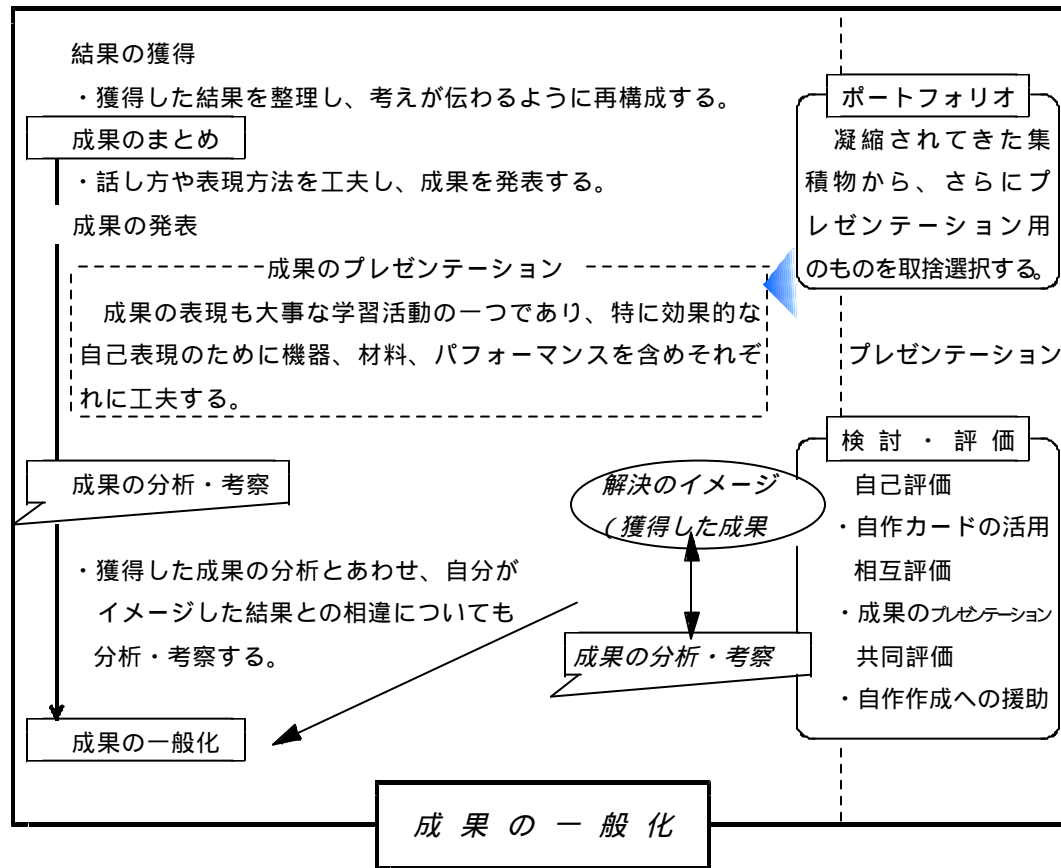 結果の獲得
・獲得した結果を整理し、考えが伝わるように再構成する。
成果のまとめ
・話し方や表現方法を工夫し、成果を発表する。
成果の発表
成果のプレゼンテーション
成果の表現も大事な学習活動の一つであり、特に効果的な
自己表現のために機器、材料、パフォーマンスを含めそれぞ
れに工夫する。
ポートフォリオ
凝縮されてきた集
積物から、さらにプ
レゼンテーション用
のものを取捨選択する。
プレゼンテーション
成果の分析・考察
・獲得した成果の分析とあわせ、自分が
イメージした結果との相違についても
分析・考察する。
解決のイメージ
(獲得した成果
成果の分析・考察
検討・評価
自己評価
・自作カードの活用
相互評価
・成果のプレゼンテーション
共同評価
・自作作成への援助
成果の一般化
成果の一般化